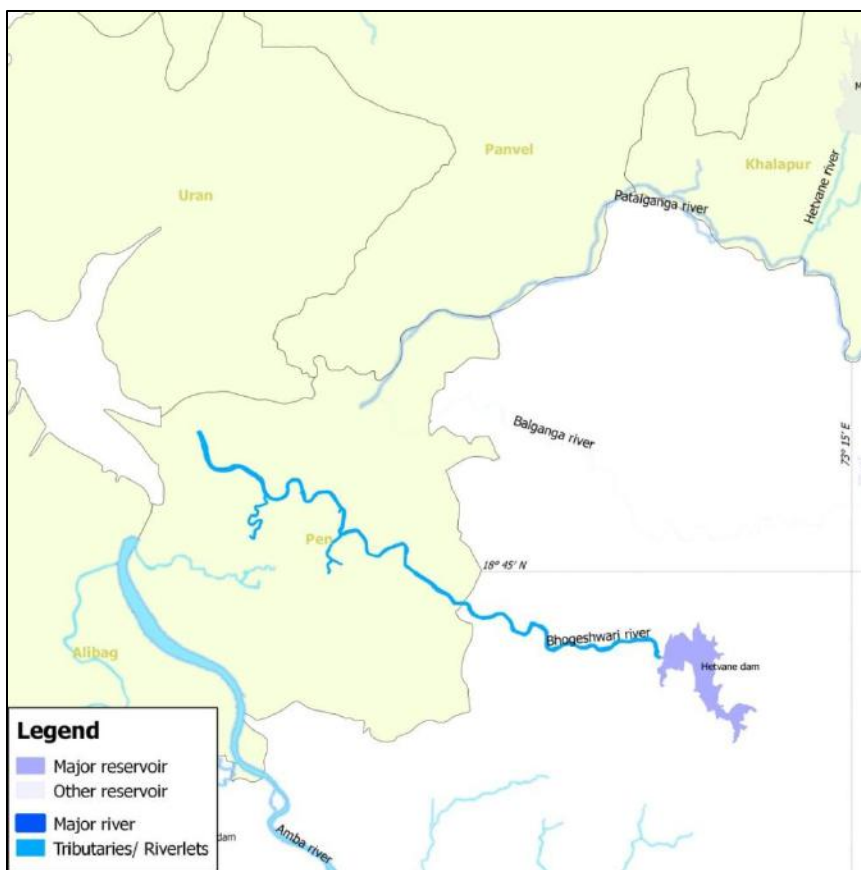 M
Panvel
Khalapur
Hetvane river
Uran
Patalganga river
Balganga river
73° 15' E
Pen
18° 45' N
Bhogeshwari river
Alibag
Hetvane dam
Legend
Major reservoir
Other reservoir
Major river
Tributaries/ Riverlets
dam
Amba river